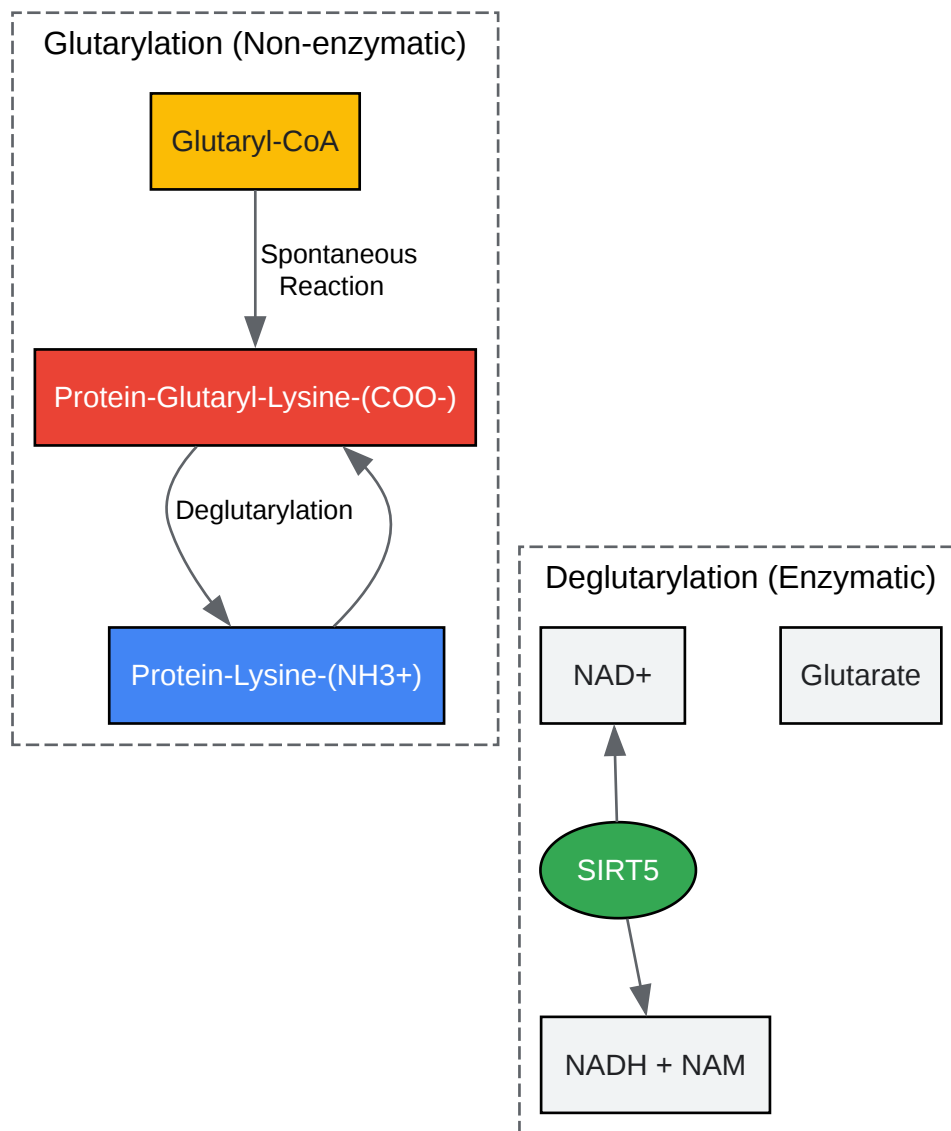 Glutarylation (Non-enzymatic)
Glutaryl-CoA
Spontaneous
Reaction
Protein-Glutaryl-Lysine-(COO-)
Deglutarylation
Protein-Lysine-(NH3+)
Deglutarylation (Enzymatic)
NAD+
Glutarate
SIRT5
NADH + NAM